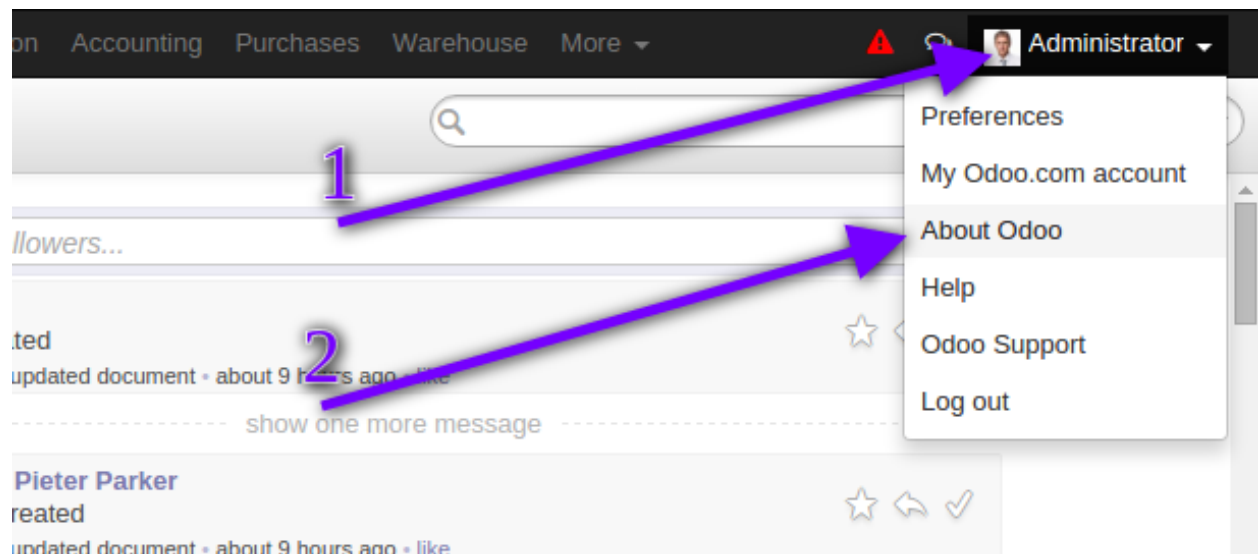 on Accounting Purchases Warehouse More Administrator
Preferences
My Odoo.com account
1
About Odoo
llowers...
Help
2
ated
Odoo Support
updated document • about 9 hours ago • like
Log out
show one more message
Pieter Parker
reated
updated document • about 9 hours ago • like